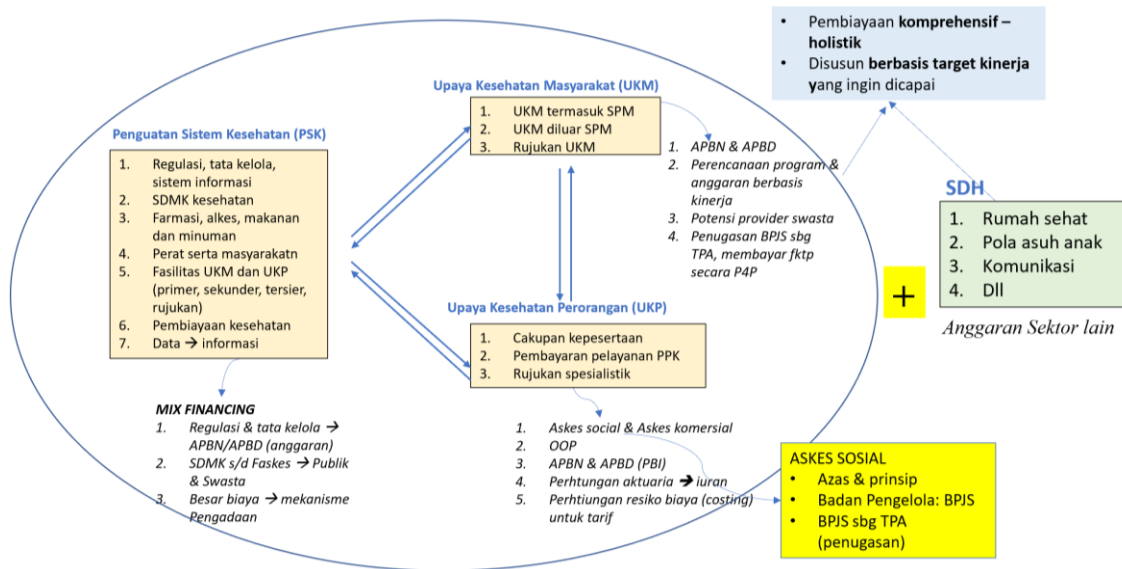 • Pembiayaan komprehensif –
holistik
• Disusun berbasis target kinerja
yang ingin dicapai
Upaya Kesehatan Masyarakat (UKM)
1. UKM termasuk SPM
2. UKM diluar SPM
3. Rujukan UKM
Penguatan Sistem Kesehatan (PSK)
1. Regulasi, tata kelola,
sistem informasi
2. SDMK kesehatan
3. Farmasi, alkes, makanan
dan minuman
4. Perat serta masyarakatn
5. Fasilitas UKM dan UKP
(primer, sekunder, tersier,
rujukan)
6. Pembiayaan kesehatan
7. Data → informasi
1. APBN & APBD
2. Perencanaan program &
anggaran berbasis
kinerja
3. Potensi provider swasta
4. Penugasan BPJS sbg
TPA, membayar fktp
secara P4P
SDH
1. Rumah sehat
2. Pola asuh anak
3. Komunikasi
4. Dll
+
Anggaran Sektor lain
Upaya Kesehatan Perorangan (UKP)
1. Cakupan kepesertaan
2. Pembayaran pelayanan PPK
3. Rujukan spesialistik
MIX FINANCING
1. Regulasi & tata kelola →
APBN/APBD (anggaran)
2. SDMK s/d Faskes → Publik
& Swasta
3. Besar biaya → mekanisme
Pengadaan
1. Askes social & Askes komersial
2. OOP
3. APBN & APBD (PBI)
4. Perhtungan aktuaria → iuran
5. Perhtiungan resiko biaya (costing)
untuk tarif
ASKES SOSIAL
• Azas & prinsip
• Badan Pengelola: BPJS
• BPJS sbg TPA
(penugasan)